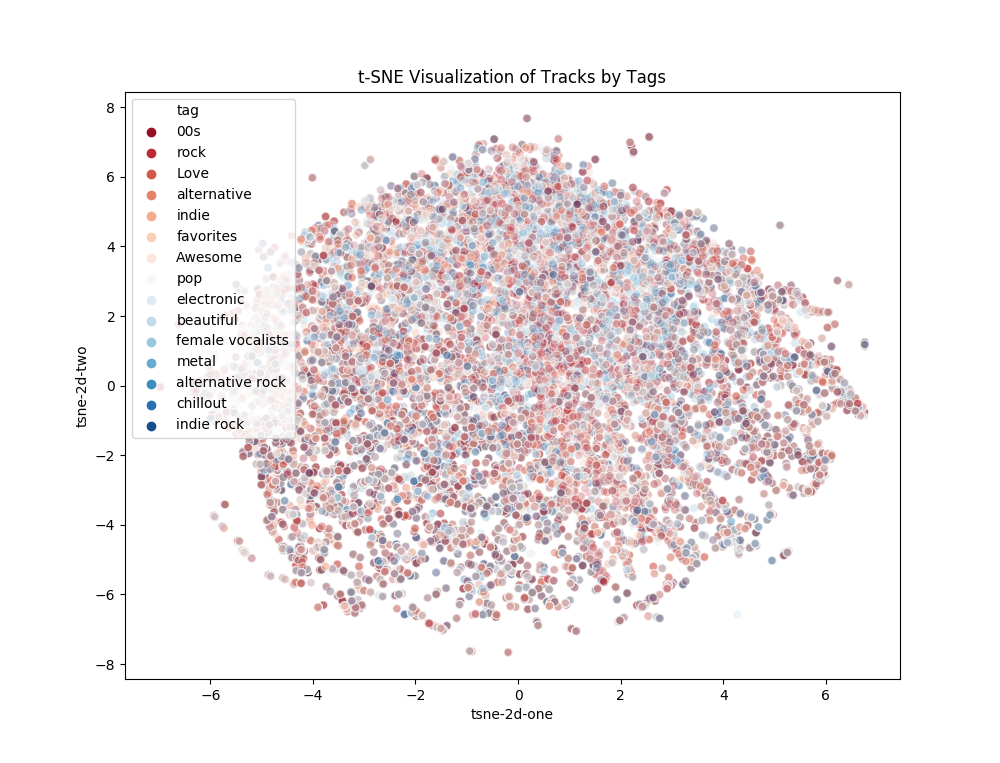 t-SNE Visualization of Tracks by Tags
tag
00s
rock
Love
alternative
indie
favorites
Awesome
pop
electronic
beautiful
female vocalists
metal
alternative rock
chillout
indie rock
8
6
4
2
0
−2
−4
−6
−8
tsne-2d-two
−6
−4
−2
0
2
4
6
tsne-2d-one